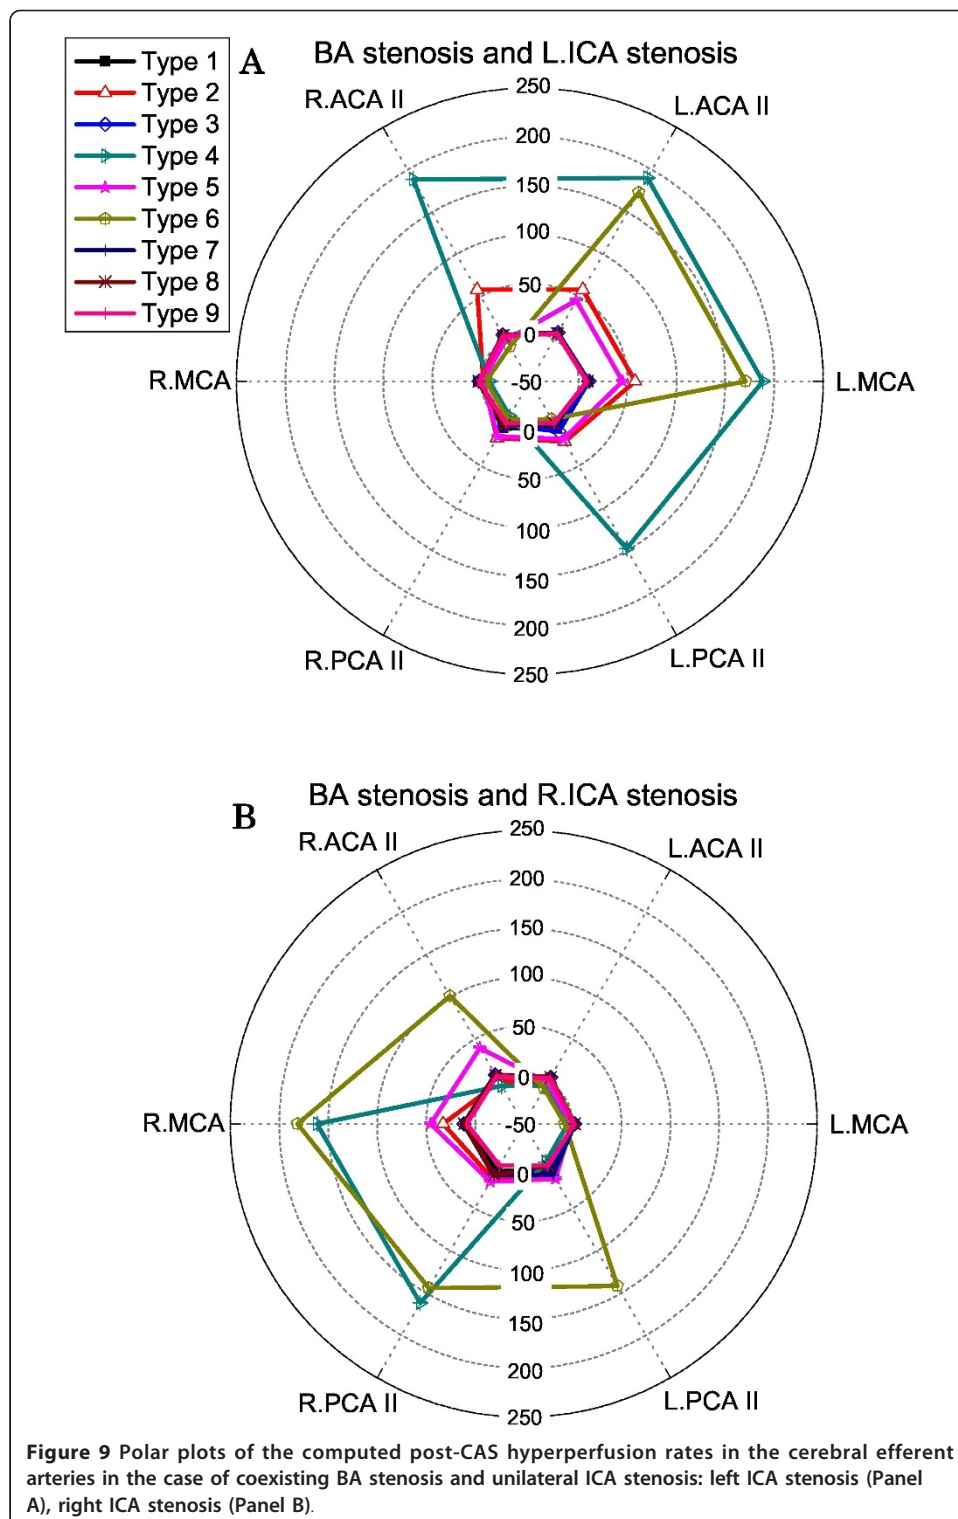 Type 1
Type 2
Type 3
Type 4
Type 5
Type 6
Type 7
Type 8
Type 9
A
BA stenosis and L.ICA stenosis
R.ACA II
250
L.ACA II
200
150
100
50
0
R.MCA
-50
L.MCA
0
50
100
150
200
R.PCA II
L.PCA II
250
BA stenosis and R.ICA stenosis
B
R.ACA II
250
L.ACA II
200
150
100
50
0
R.MCA
-50
L.MCA
0
50
100
150
200
R.PCA II
L.PCA II
250
Figure 9 Polar plots of the computed post-CAS hyperperfusion rates in the cerebral efferent
arteries in the case of coexisting BA stenosis and unilateral ICA stenosis: left ICA stenosis (Panel
A), right ICA stenosis (Panel B).